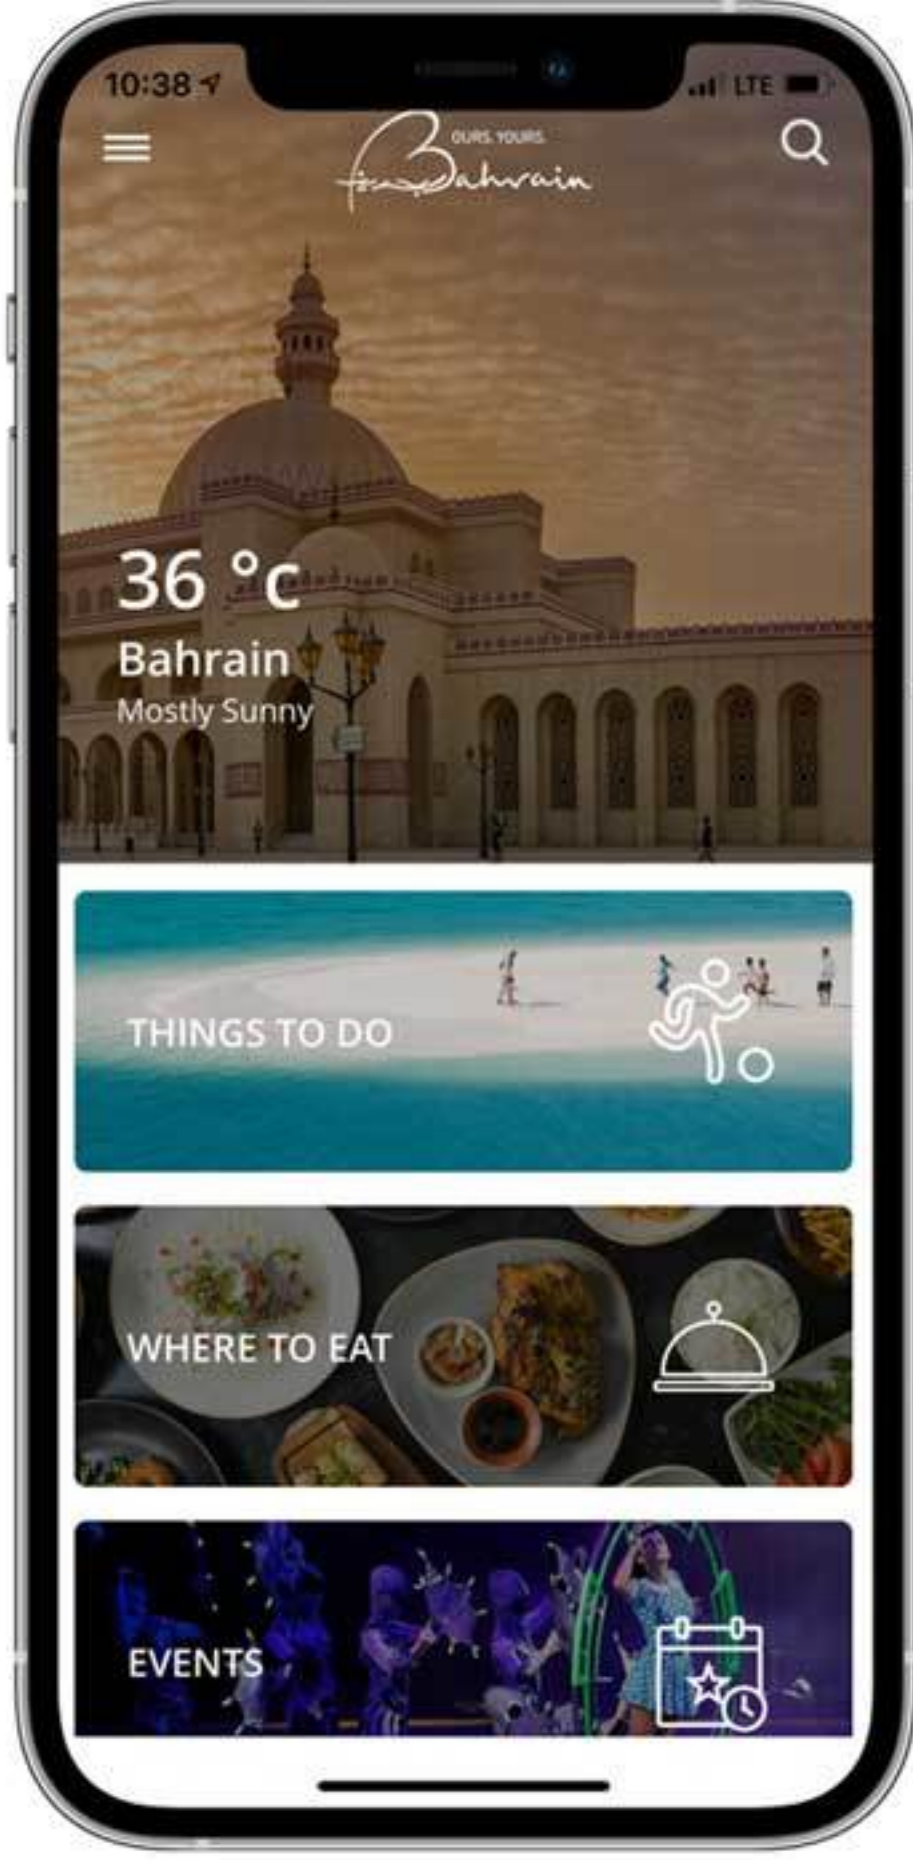 10:38
LTE
OURS. YOURS.
Bahrain
36 °c
Bahrain
Mostly Sunny
THINGS TO DO
WHERE TO EAT
EVENTS